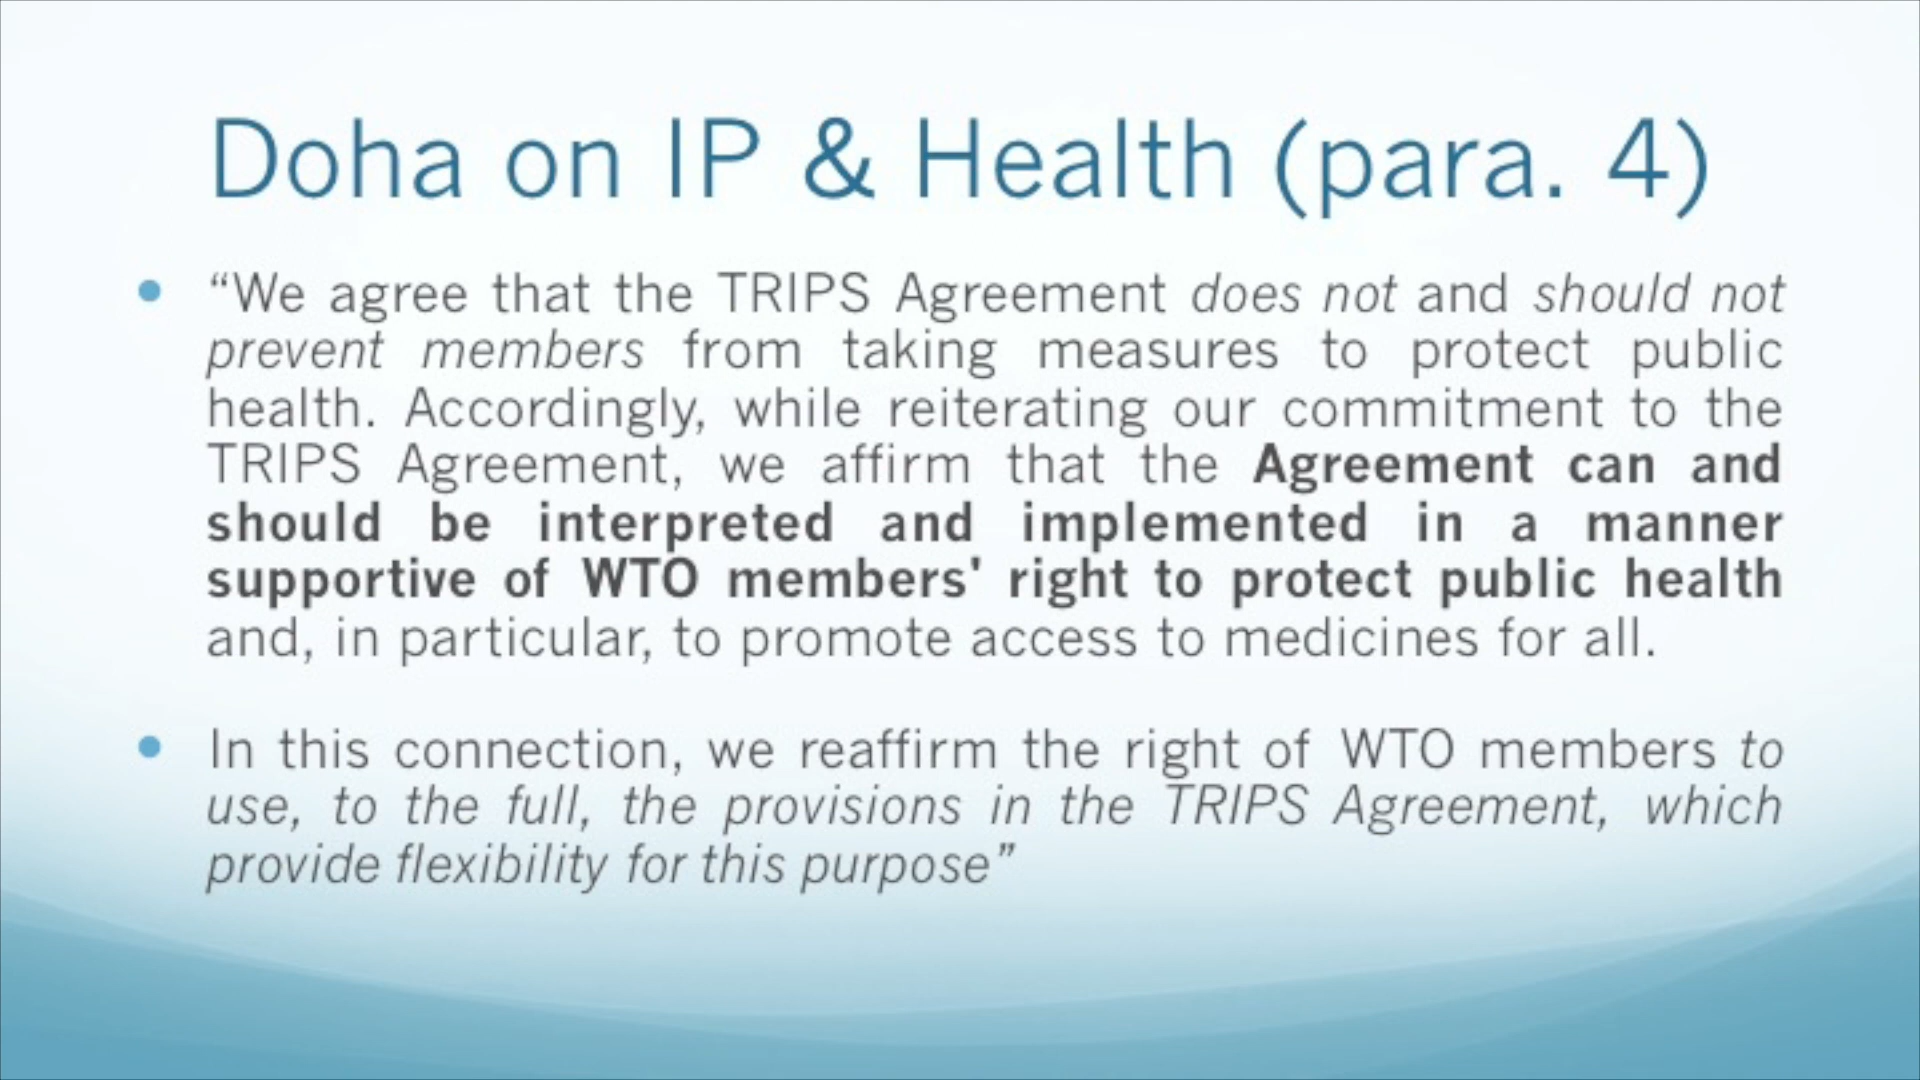 Doha on IP & Health (para. 4)
• “We agree that the TRIPS Agreement does not and should not
prevent members from taking measures to protect public
health. Accordingly, while reiterating our commitment to the
TRIPS Agreement, we affirm that the Agreement can and
should be interpreted and implemented in a manner
supportive of WTO members' right to protect public health
and, in particular, to promote access to medicines for all.
• In this connection, we reaffirm the right of WTO members to
use, to the full, the provisions in the TRIPS Agreement, which
provide flexibility for this purpose”